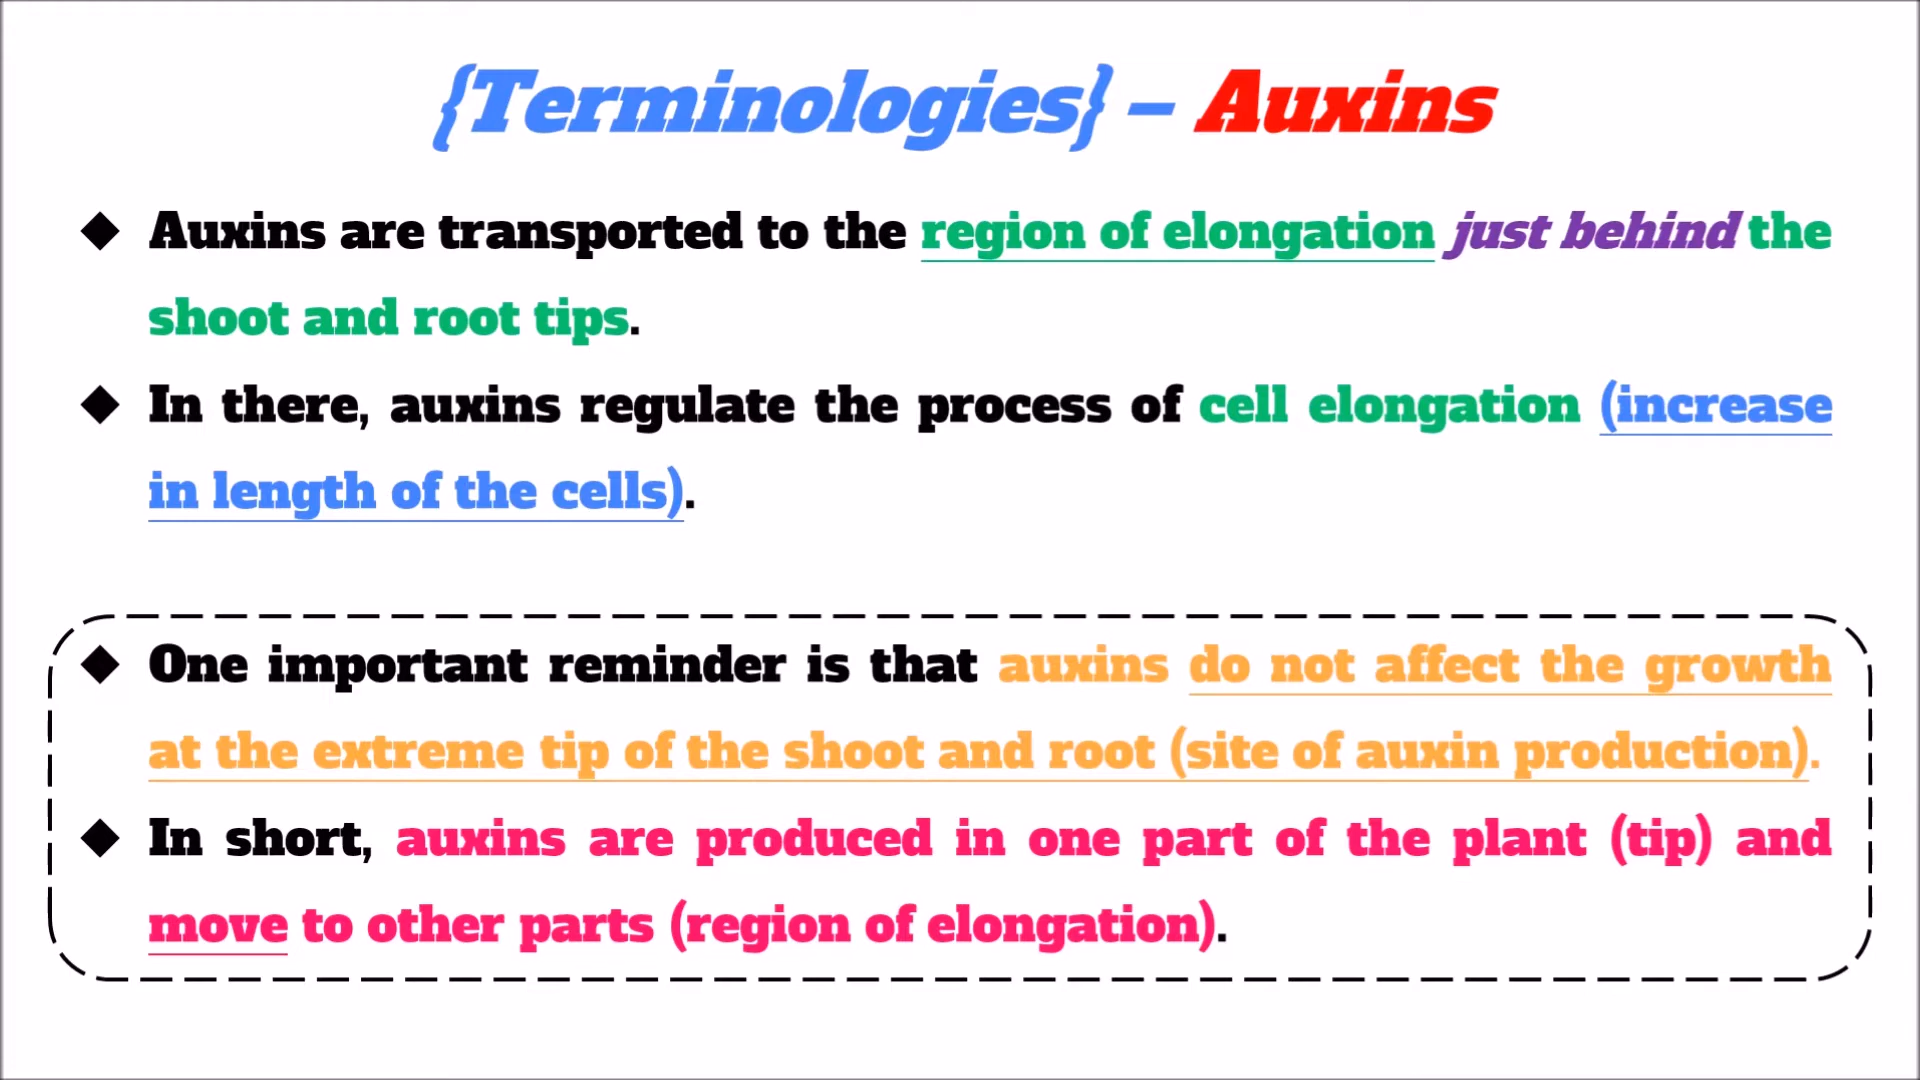 {Terminologies} – Auxins
◆ Auxins are transported to the region of elongation just behind the
shoot and root tips.
◆ In there, auxins regulate the process of cell elongation (increase
in length of the cells).
◆ One important reminder is that auxins do not affect the growth
at the extreme tip of the shoot and root (site of auxin production).
◆ In short, auxins are produced in one part of the plant (tip) and
move to other parts (region of elongation).